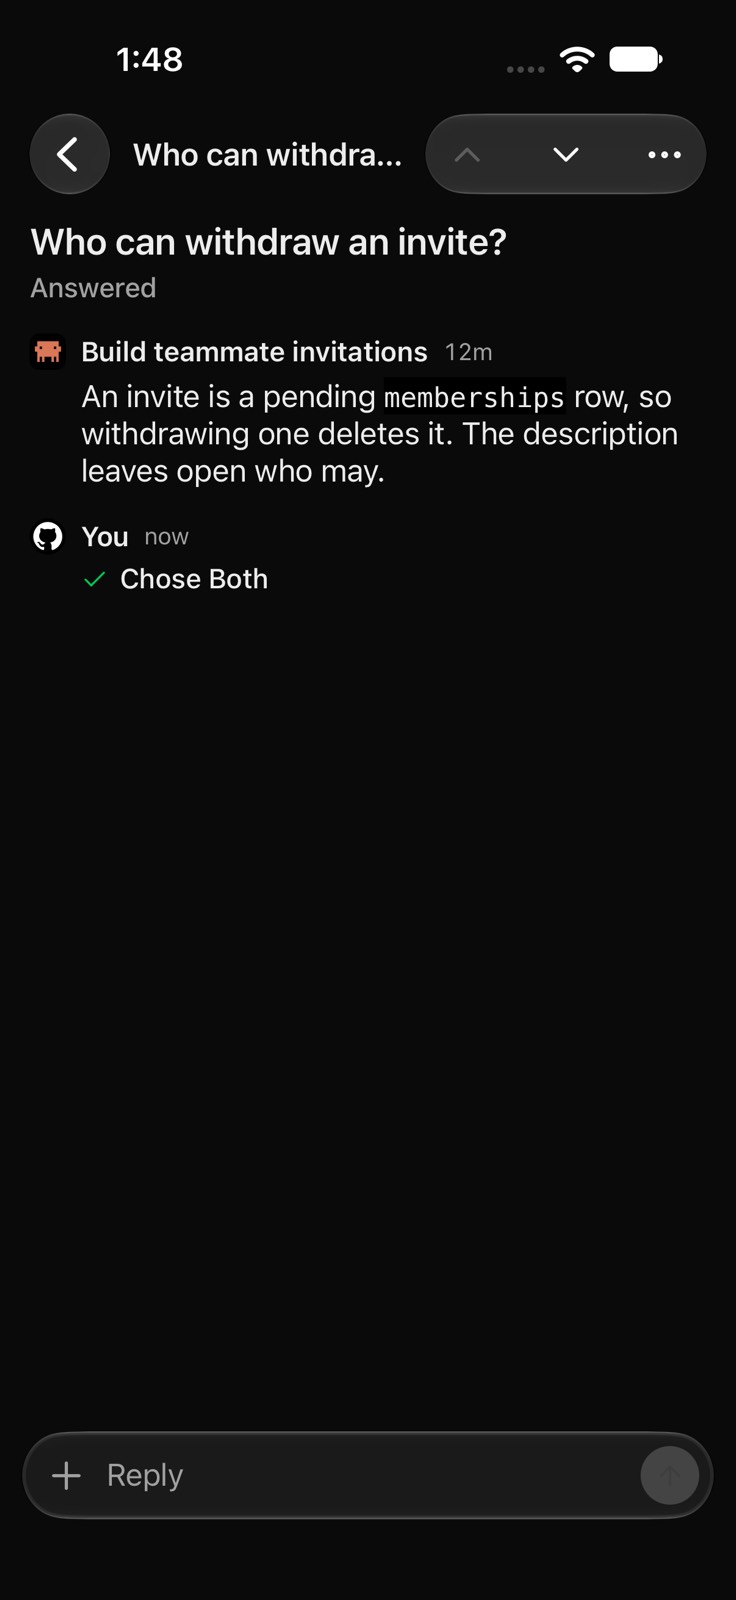 1:48
Who can withdra...
Who can withdraw an invite?
Answered
Build teammate invitations 12m
An invite is a pending memberships row, so
withdrawing one deletes it. The description
leaves open who may.
You now
Chose Both
Reply